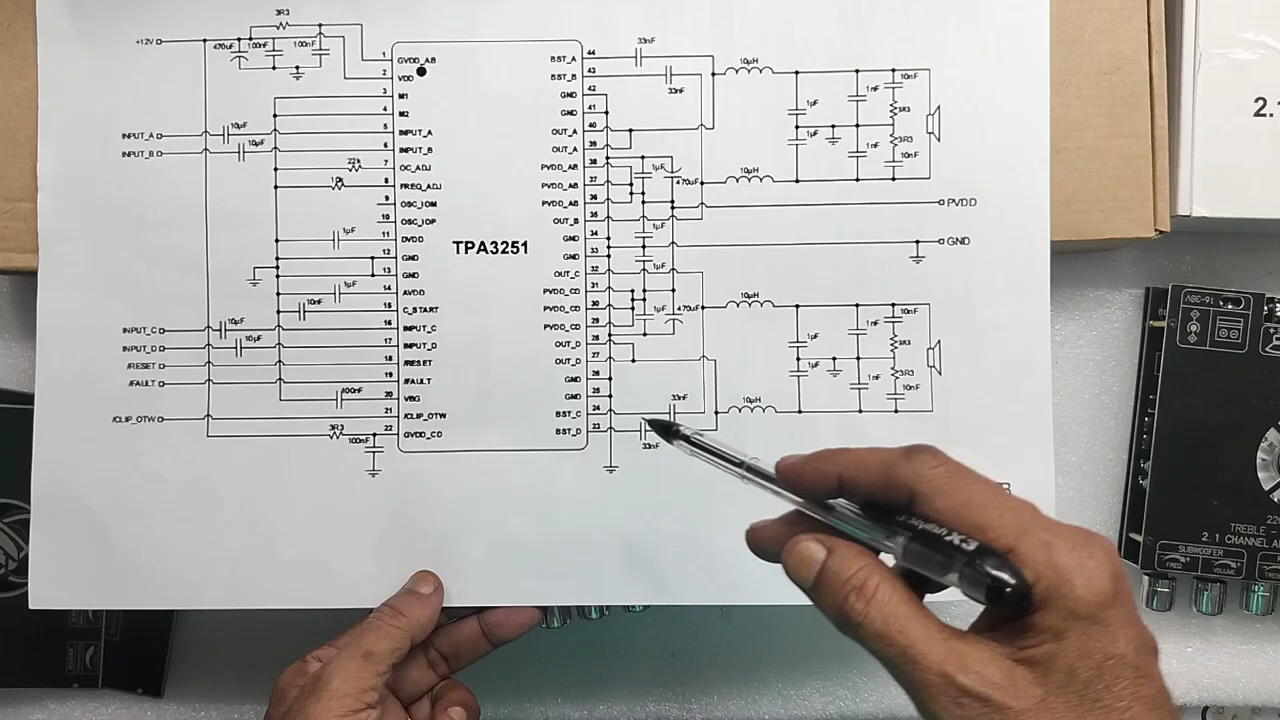 3R3
33nF
+12V
470uF
100nF
100nF
1
GVDD_AB
BST_A
44
10µH
2
VDD
BST_B
43
33nF
10nF
3
M1
GND
42
1µF
1nF
3R3
4
M2
GND
41
INPUT_A
10µF
5
INPUT_A
OUT_A
40
1µF
3R3
INPUT_B
10µF
6
INPUT_B
OUT_A
39
1nF
10nF
22k
7
OC_ADJ
PVDD_AB
38
1µF
10µH
8
FREQ_ADJ
PVDD_AB
37
470uF
9
OSC_IOM
PVDD_AB
36
PVDD
10
OSC_IOP
OUT_B
35
1µF
1µF
11
DVDD
GND
34
GND
TPA3251
12
GND
GND
33
1µF
13
GND
OUT_C
32
1µF
14
AVDD
PVDD_CD
31
10µH
10nF
15
C_START
PVDD_CD
30
1µF
470uF
10nF
INPUT_C
10µF
16
INPUT_C
PVDD_CD
29
1µF
1nF
3R3
INPUT_D
10µF
17
INPUT_D
OUT_D
28
/RESET
18
/RESET
OUT_D
27
1µF
3R3
/FAULT
19
/FAULT
GND
26
1nF
10nF
20
VBG
GND
25
33nF
10µH
/CLIP_OTW
21
/CLIP_OTW
BST_C
24
3R3
100nF
22
GVDD_CD
BST_D
23
33nF
16-38V
2.1
TREBLE -
2.1 CHANNEL A
SUBWOOFER
FREQ
VOLUME